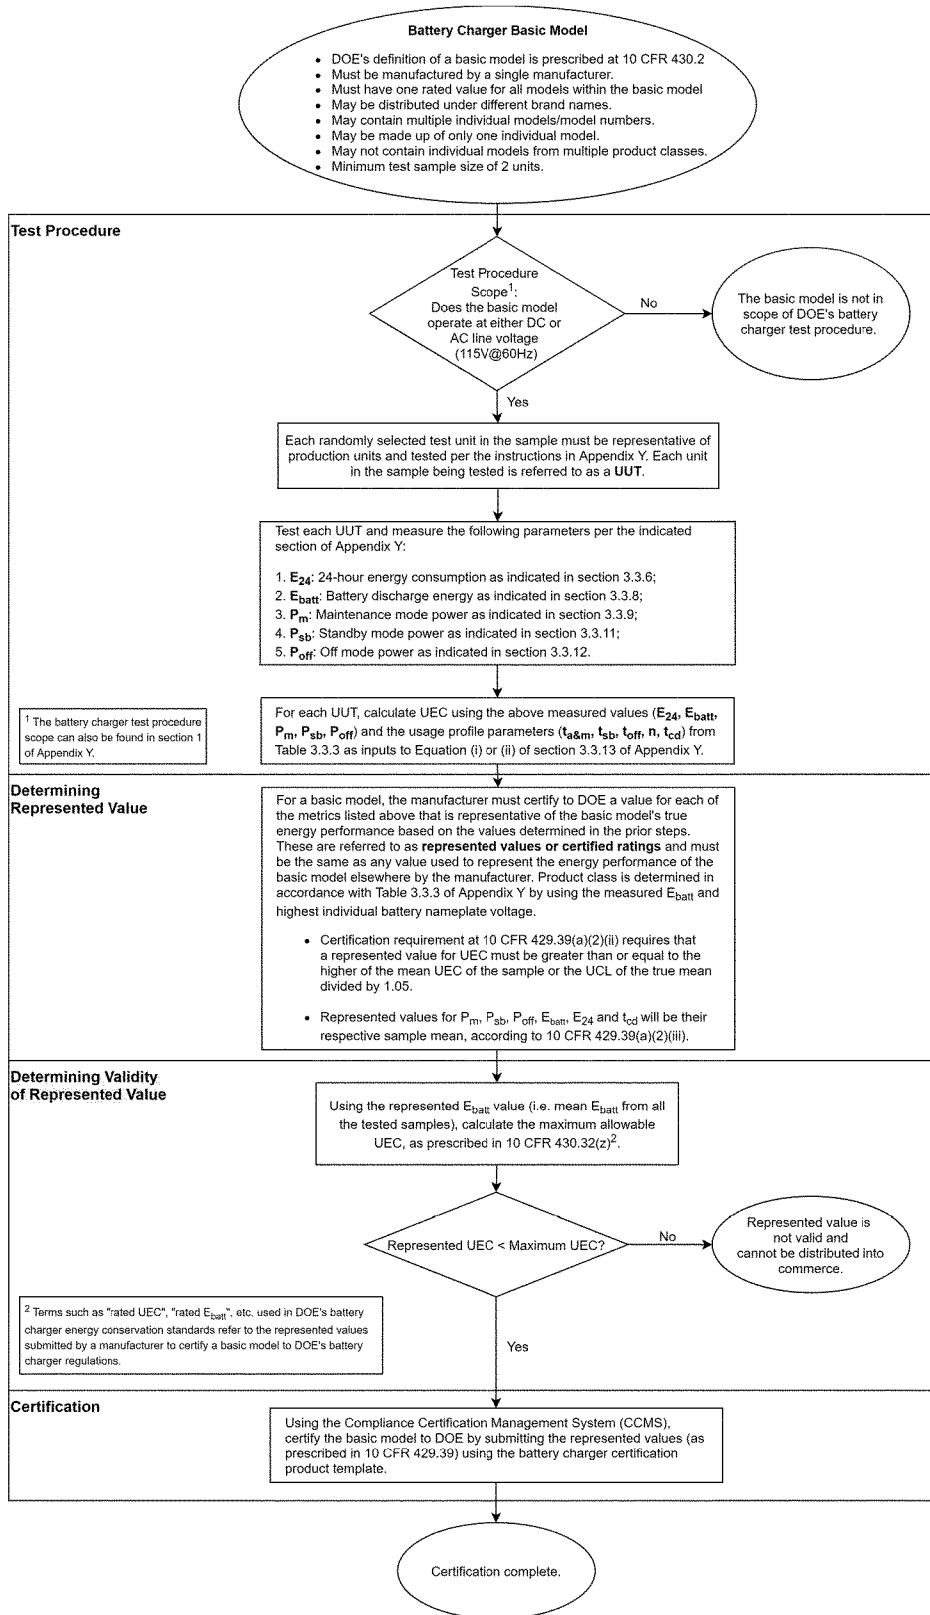 Battery Charger Basic Model
• DOE's definition of a basic model is prescribed at 10 CFR 430.2
• Must be manufactured by a single manufacturer.
• Must have one rated value for all models within the basic model
• May be distributed under different brand names.
• May contain multiple individual models/model numbers.
• May be made up of only one individual model.
• May not contain individual models from multiple product classes.
• Minimum test sample size of 2 units.
Test Procedure
Test Procedure
Scope1:
Does the basic model
operate at either DC or
AC line voltage
(115V@60Hz)
No
The basic model is not in
scope of DOE's battery
charger test procedure.
Yes
Each randomly selected test unit in the sample must be representative of
production units and tested per the instructions in Appendix Y. Each unit
in the sample being tested is referred to as a UUT.
Test each UUT and measure the following parameters per the indicated
section of Appendix Y:
1. E24: 24-hour energy consumption as indicated in section 3.3.6;
2. Ebatt: Battery discharge energy as indicated in section 3.3.8;
3. Pm: Maintenance mode power as indicated in section 3.3.9;
4. Psb: Standby mode power as indicated in section 3.3.11;
5. Poff: Off mode power as indicated in section 3.3.12.
1 The battery charger test procedure
scope can also be found in section 1
of Appendix Y.
For each UUT, calculate UEC using the above measured values (E24, Ebatt,
Pm, Psb, Poff) and the usage profile parameters (ta&m, tsb, toff, n, tcd) from
Table 3.3.3 as inputs to Equation (i) or (ii) of section 3.3.13 of Appendix Y.
Determining
Represented Value
For a basic model, the manufacturer must certify to DOE a value for each of
the metrics listed above that is representative of the basic model's true
energy performance based on the values determined in the prior steps.
These are referred to as represented values or certified ratings and must
be the same as any value used to represent the energy performance of the
basic model elsewhere by the manufacturer. Product class is determined in
accordance with Table 3.3.3 of Appendix Y by using the measured Ebatt and
highest individual battery nameplate voltage.
• Certification requirement at 10 CFR 429.39(a)(2)(ii) requires that
a represented value for UEC must be greater than or equal to the
higher of the mean UEC of the sample or the UCL of the true mean
divided by 1.05.
• Represented values for Pm, Psb, Poff, Ebatt, E24 and tcd will be their
respective sample mean, according to 10 CFR 429.39(a)(2)(iii).
Determining Validity
of Represented Value
Using the represented Ebatt value (i.e. mean Ebatt from all
the tested samples), calculate the maximum allowable
UEC, as prescribed in 10 CFR 430.32(z)2.
Represented UEC < Maximum UEC?
No
Represented value is
not valid and
cannot be distributed into
commerce.
2 Terms such as "rated UEC", "rated Ebatt", etc. used in DOE's battery
charger energy conservation standards refer to the represented values
submitted by a manufacturer to certify a basic model to DOE's battery
charger regulations.
Yes
Certification
Using the Compliance Certification Management System (CCMS),
certify the basic model to DOE by submitting the represented values (as
prescribed in 10 CFR 429.39) using the battery charger certification
product template.
Certification complete.